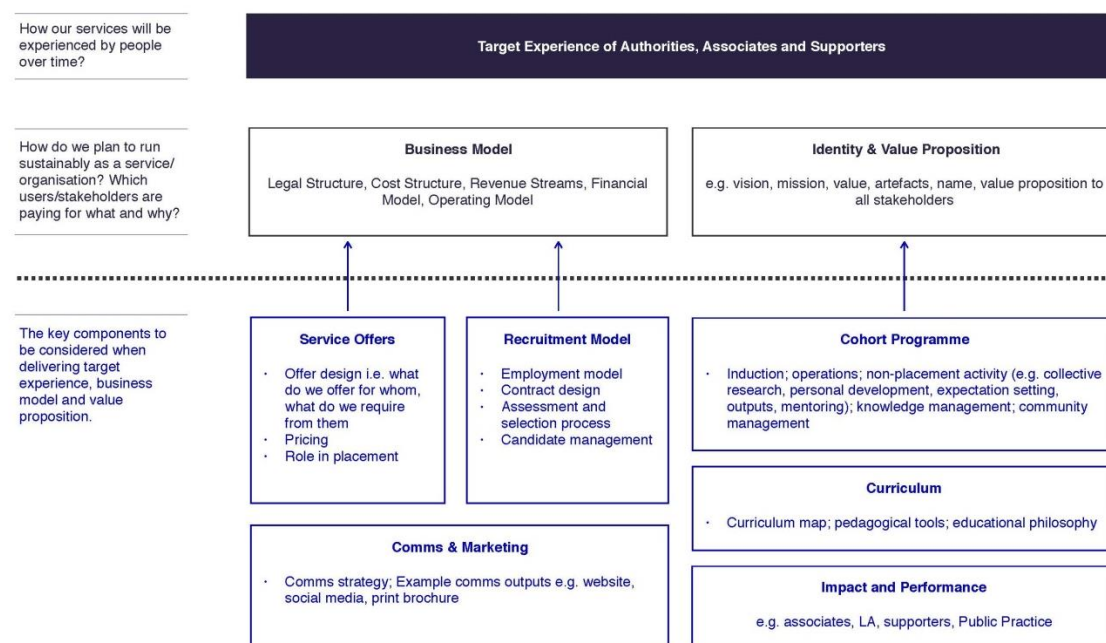 How our services will be
experienced by people
over time?
Target Experience of Authorities, Associates and Supporters
How do we plan to run
sustainably as a service/
organisation? Which
users/stakeholders are
paying for what and why?
Business Model
Legal Structure, Cost Structure, Revenue Streams, Financial
Model, Operating Model
Identity & Value Proposition
e.g. vision, mission, value, artefacts, name, value proposition to
all stakeholders
The key components to
be considered when
delivering target
experience, business
model and value
proposition.
Service Offers
· Offer design i.e. what
do we offer for whom,
what do we require
from them
· Pricing
· Role in placement
Recruitment Model
· Employment model
· Contract design
· Assessment and
selection process
· Candidate management
Cohort Programme
· Induction; operations; non-placement activity (e.g. collective
research, personal development, expectation setting,
outputs, mentoring); knowledge management; community
management
Curriculum
· Curriculum map; pedagogical tools; educational philosophy
Comms & Marketing
· Comms strategy; Example comms outputs e.g. website,
social media, print brochure
Impact and Performance
e.g. associates, LA, supporters, Public Practice